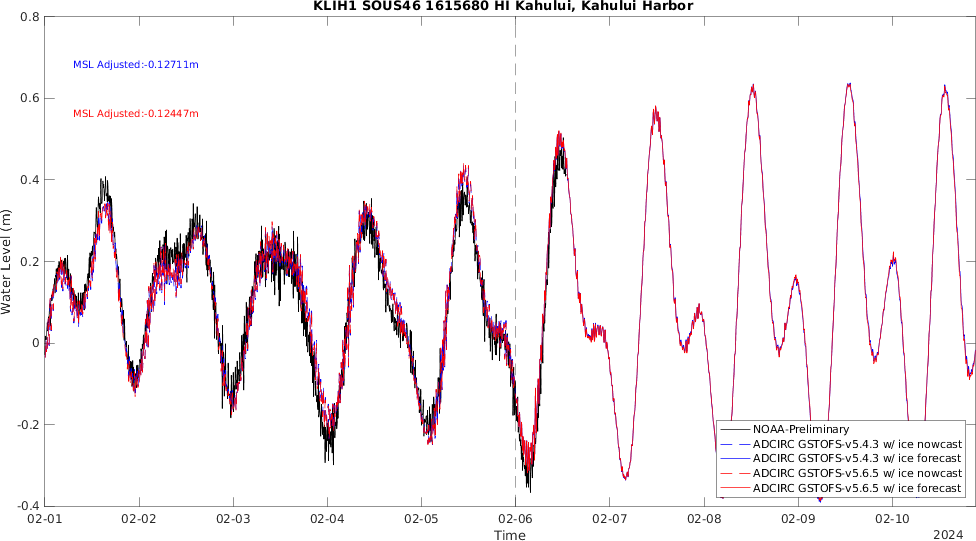 KLIH1 SOUS46 1615680 HI Kahului, Kahului Harbor
MSL Adjusted:-0.12711m
MSL Adjusted:-0.12447m
Water Level (m)
0.8
0.6
0.4
0.2
0
-0.2
-0.4
NOAA-Preliminary
ADCIRC GSTOFS-v5.4.3 w/ ice nowcast
ADCIRC GSTOFS-v5.4.3 w/ ice forecast
ADCIRC GSTOFS-v5.6.5 w/ ice nowcast
ADCIRC GSTOFS-v5.6.5 w/ ice forecast
02-01 02-02 02-03 02-04 02-05 02-06 02-07 02-08 02-09 02-10
Time
2024